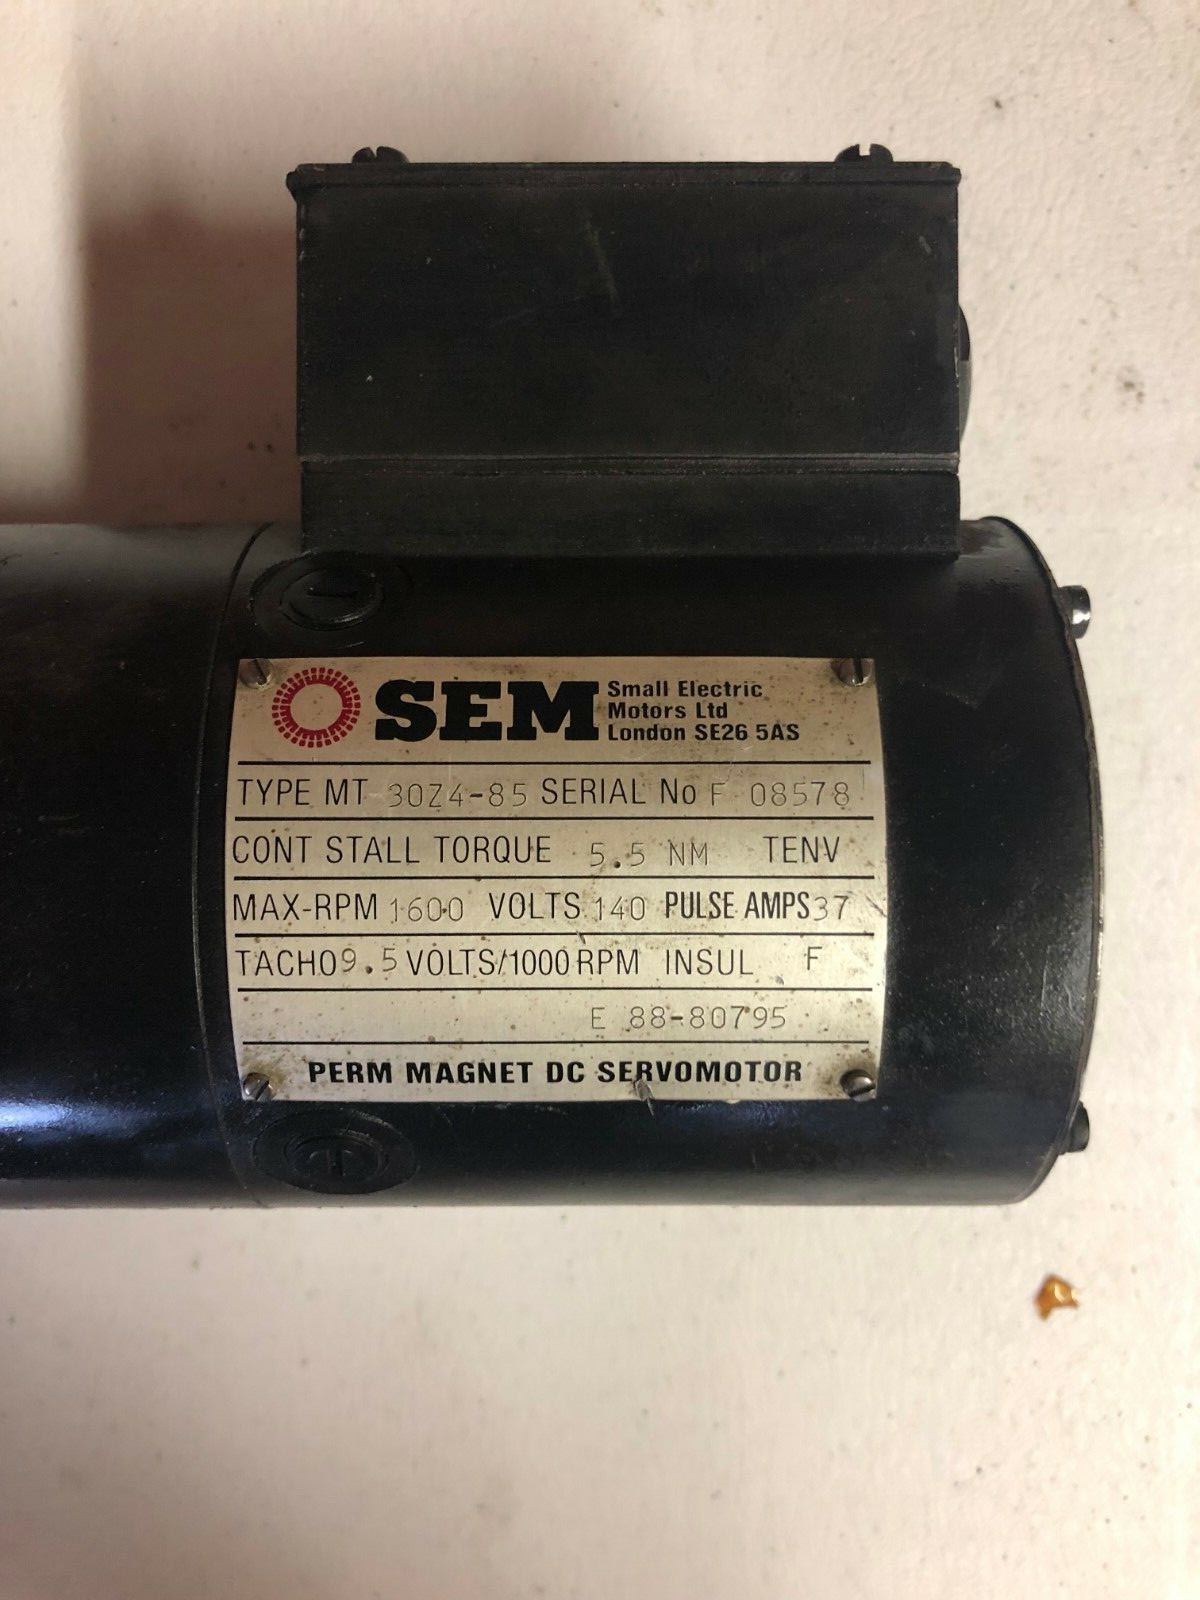 SEM Small Electric
Motors Ltd
London SE26 5AS
TYPE MT 30Z4-85 SERIAL No F 08578
CONT STALL TORQUE 5.5 NM TENV
MAX-RPM 1600 VOLTS 140 PULSE AMPS 37
TACHO 9.5 VOLTS/1000 RPM INSUL F
E 88-80795
PERM MAGNET DC SERVOMOTOR